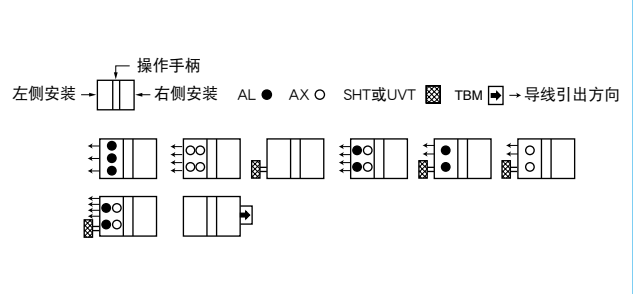 操作手柄
左侧安装 → ← 右侧安装 AL ● AX ○ SHT或UVT TBM → 导线引出方向